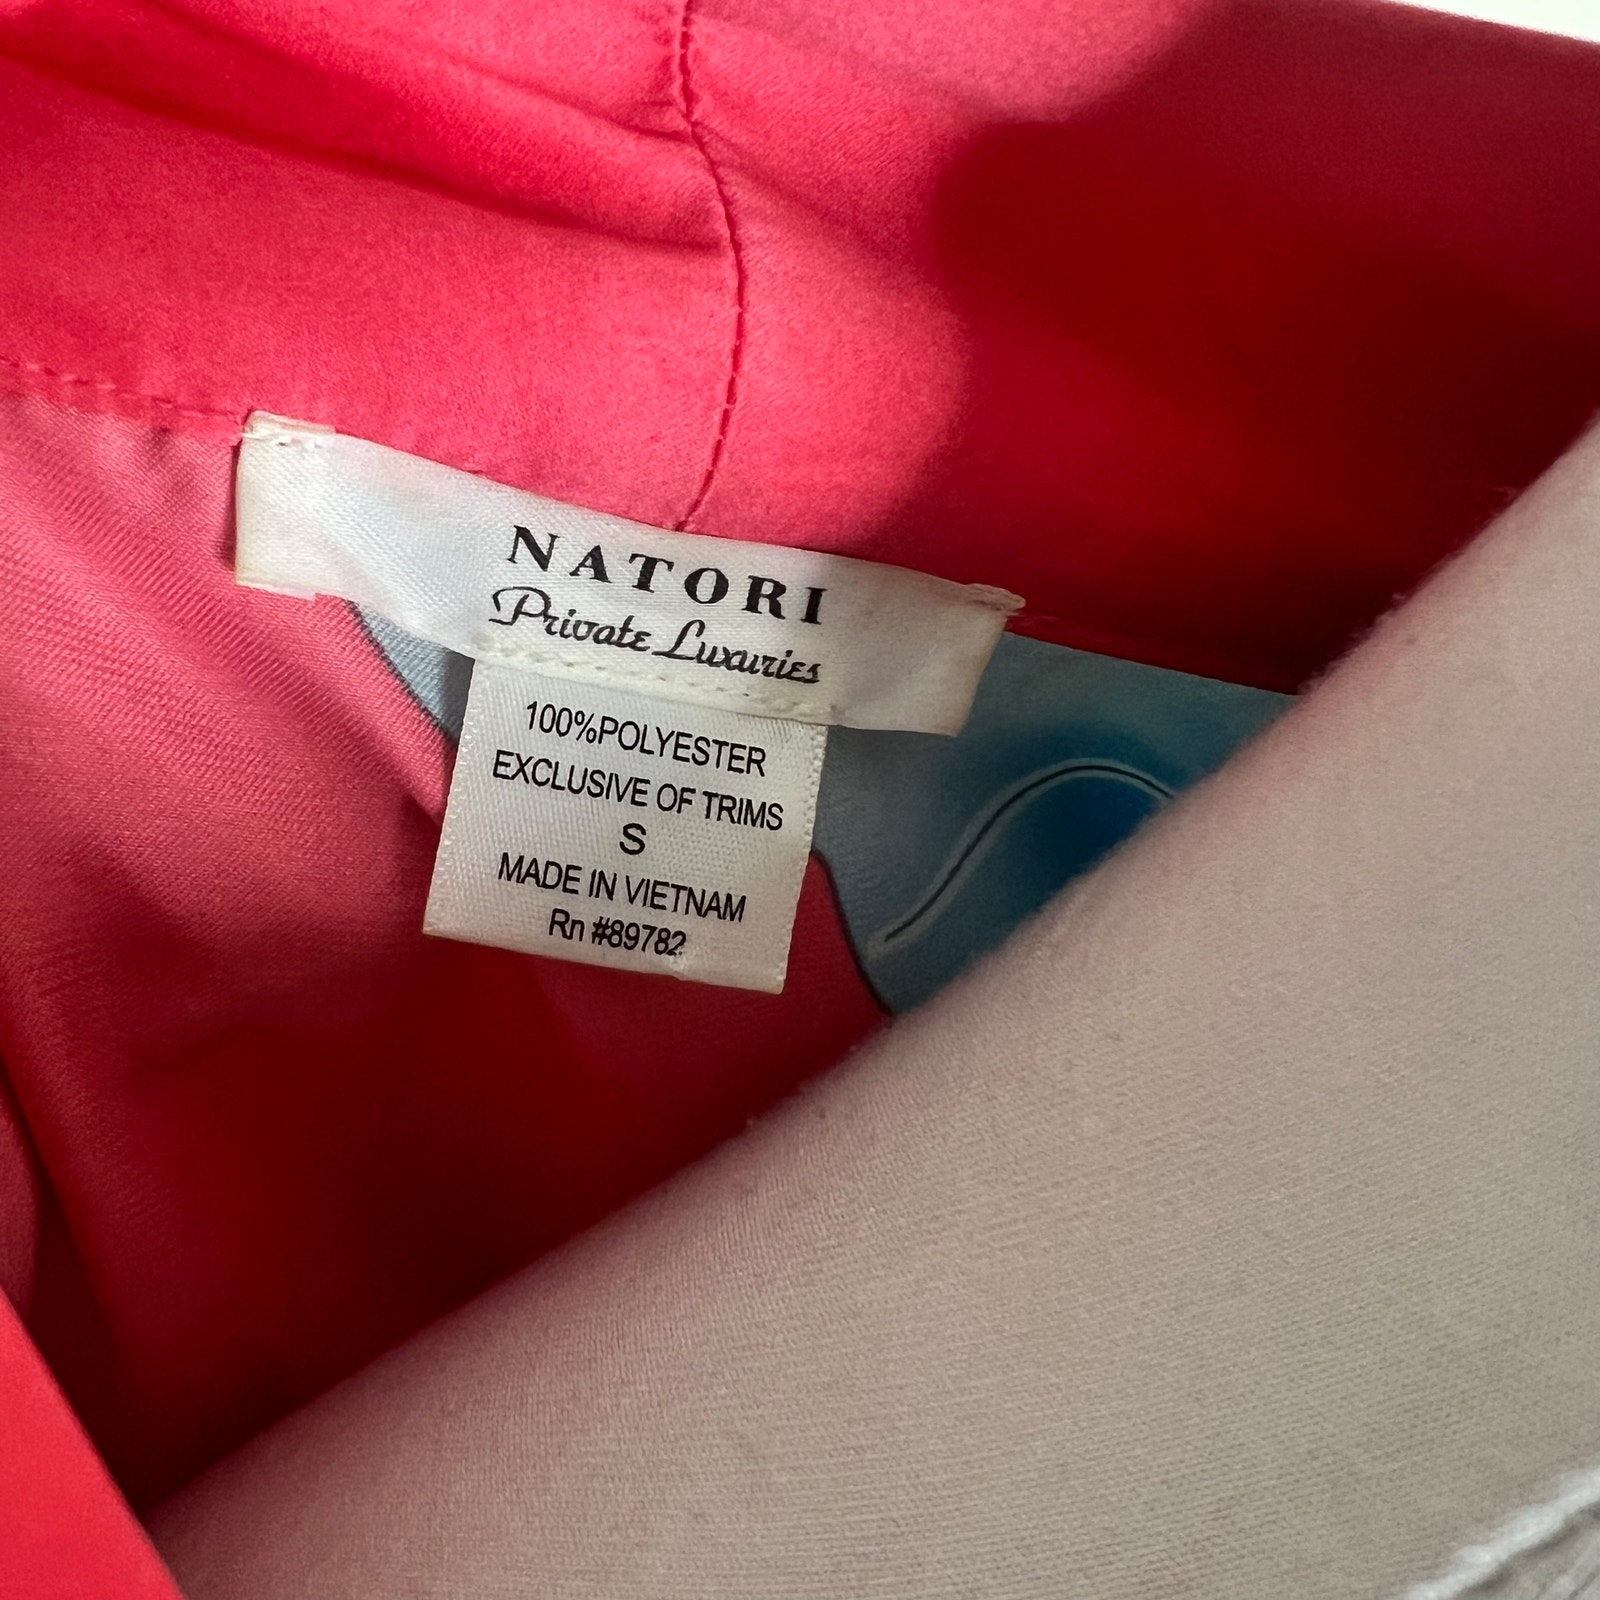 NATORI
Private Luxuries
100%POLYESTER
EXCLUSIVE OF TRIMS
S
MADE IN VIETNAM
Rn #89782